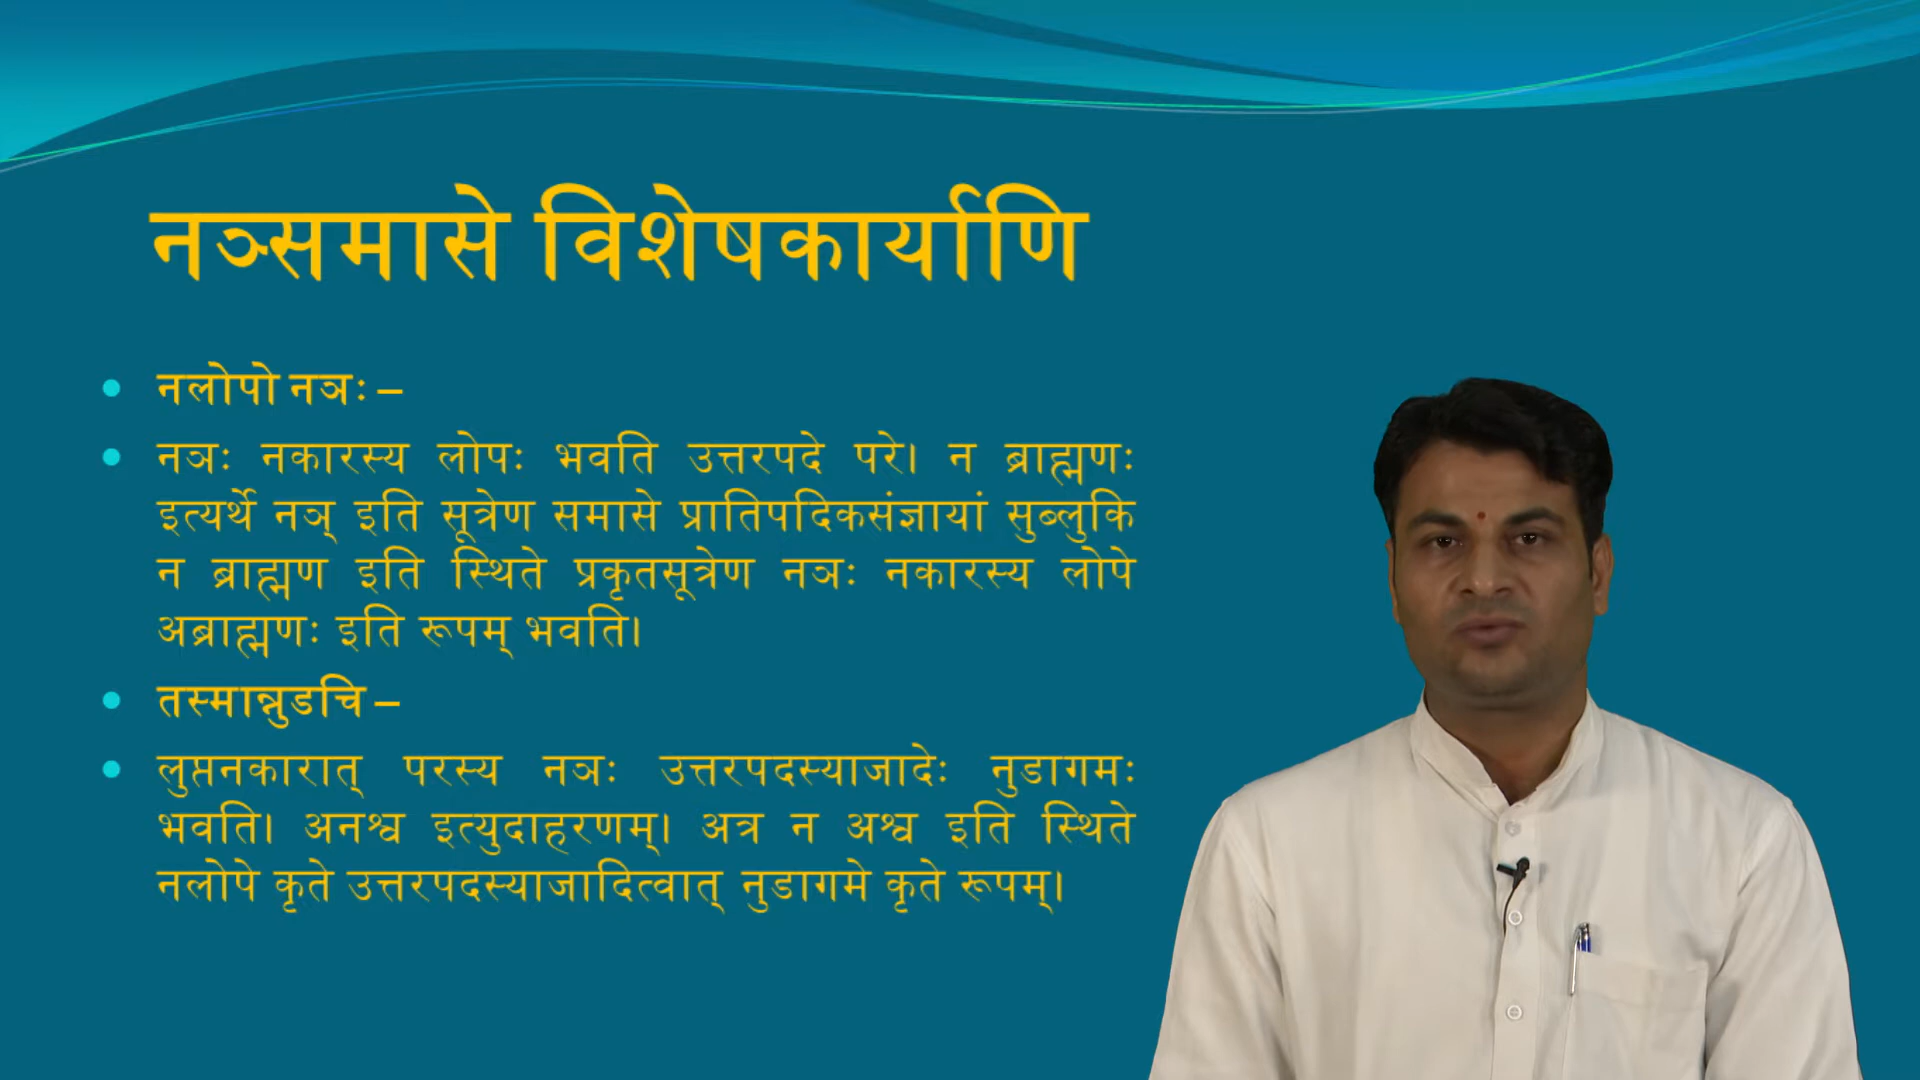 नञ्समासे विशेषकार्याणि
नलोपो नञः –
नञः नकारस्य लोपः भवति उत्तरपदे परे। न ब्राह्मणः
इत्यर्थे नञ् इति सूत्रेण समासे प्रातिपदिकसंज्ञायां सुब्लुकि
न ब्राह्मण इति स्थिते प्रकृतसूत्रेण नञः नकारस्य लोपे
अब्राह्मणः इति रूपम् भवति।
तस्मान्नुडचि –
लुप्तनकारात् परस्य नञः उत्तरपदस्याजादेः नुडागमः
भवति। अनश्व इत्युदाहरणम्। अत्र न अश्व इति स्थिते
नलोपे कृते उत्तरपदस्याजादित्वात् नुडागमे कृते रूपम्।